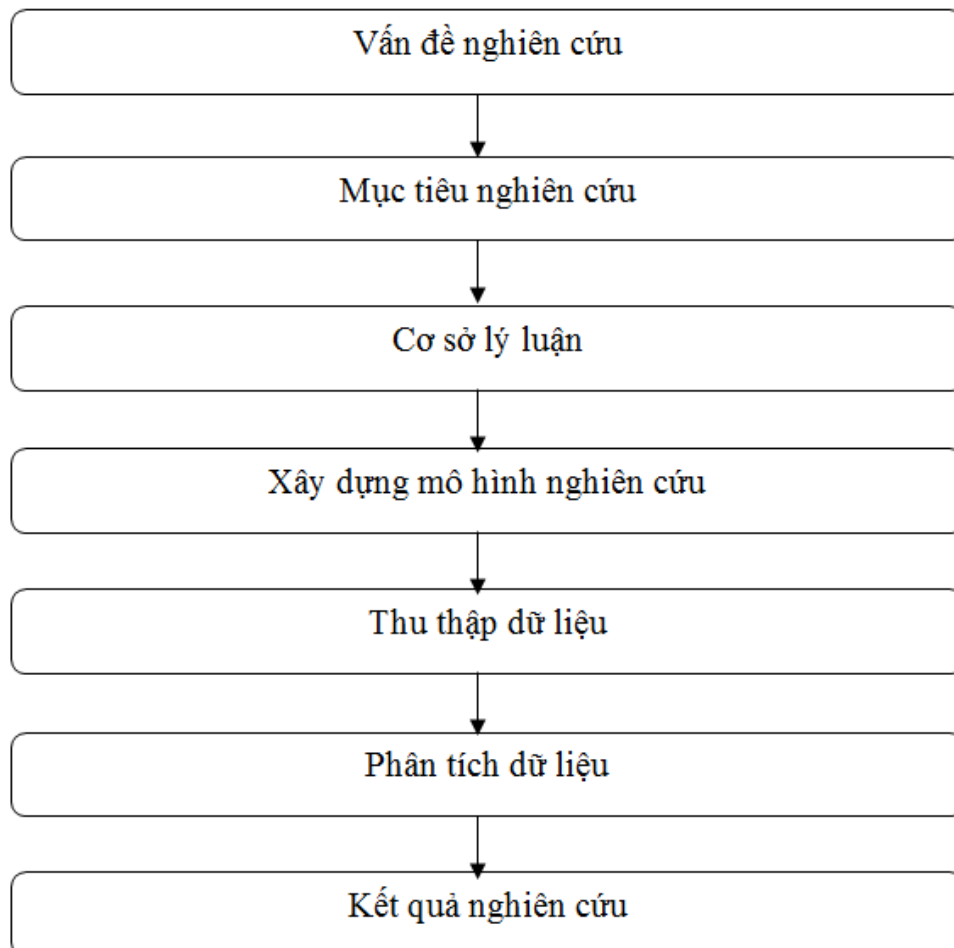 Vấn đề nghiên cứu
Mục tiêu nghiên cứu
Cơ sở lý luận
Xây dựng mô hình nghiên cứu
Thu thập dữ liệu
Phân tích dữ liệu
Kết quả nghiên cứu